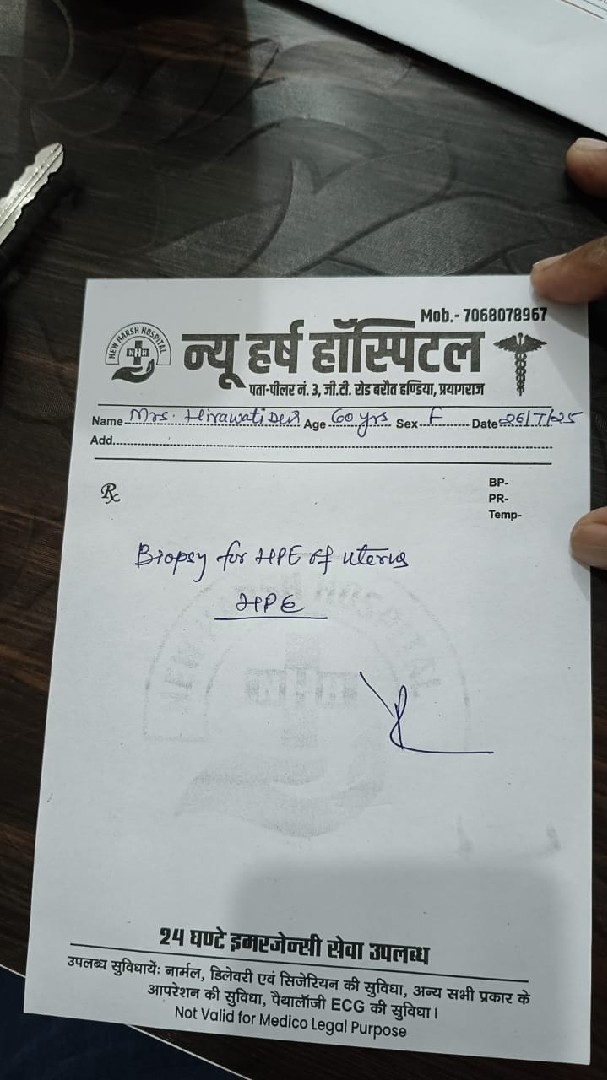 Mob.- 7068078967
NEW HARSH HOSPITAL
NHH
न्यू हर्ष हॉस्पिटल
पता-पीलर नं. 3, जी.टी. रोड बरौत हण्डिया, प्रयागराज
Name Mrs. Hirawati Devi Age 60 yrs Sex F Date 26/7/25
Add.
Rx
BP-
PR-
Temp-
Biopsy for HPE of uterus
HPE
24 घण्टे इमरजेन्सी सेवा उपलब्ध
उपलब्ध सुविधायें: नार्मल, डिलेवरी एवं सिजेरियन की सुविधा, अन्य सभी प्रकार के
आपरेशन की सुविधा, पैथालॉजी ECG की सुविधा।
Not Valid for Medico Legal Purpose